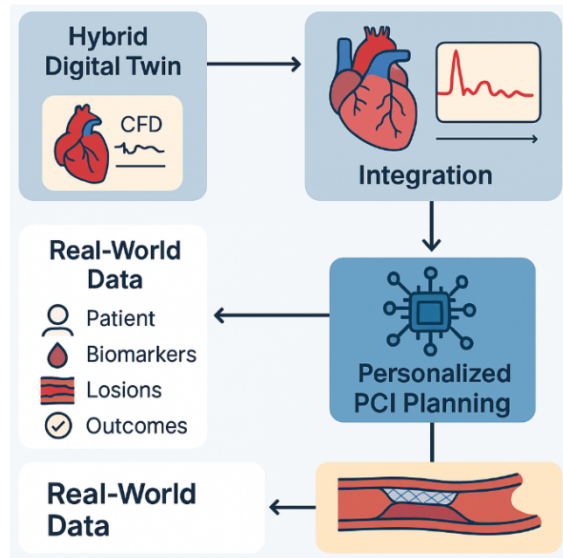 Hybrid
Digital Twin
CFD
Integration
Real-World
Data
Patient
Biomarkers
Losions
Outcomes
Personalized
PCI Planning
Real-World
Data